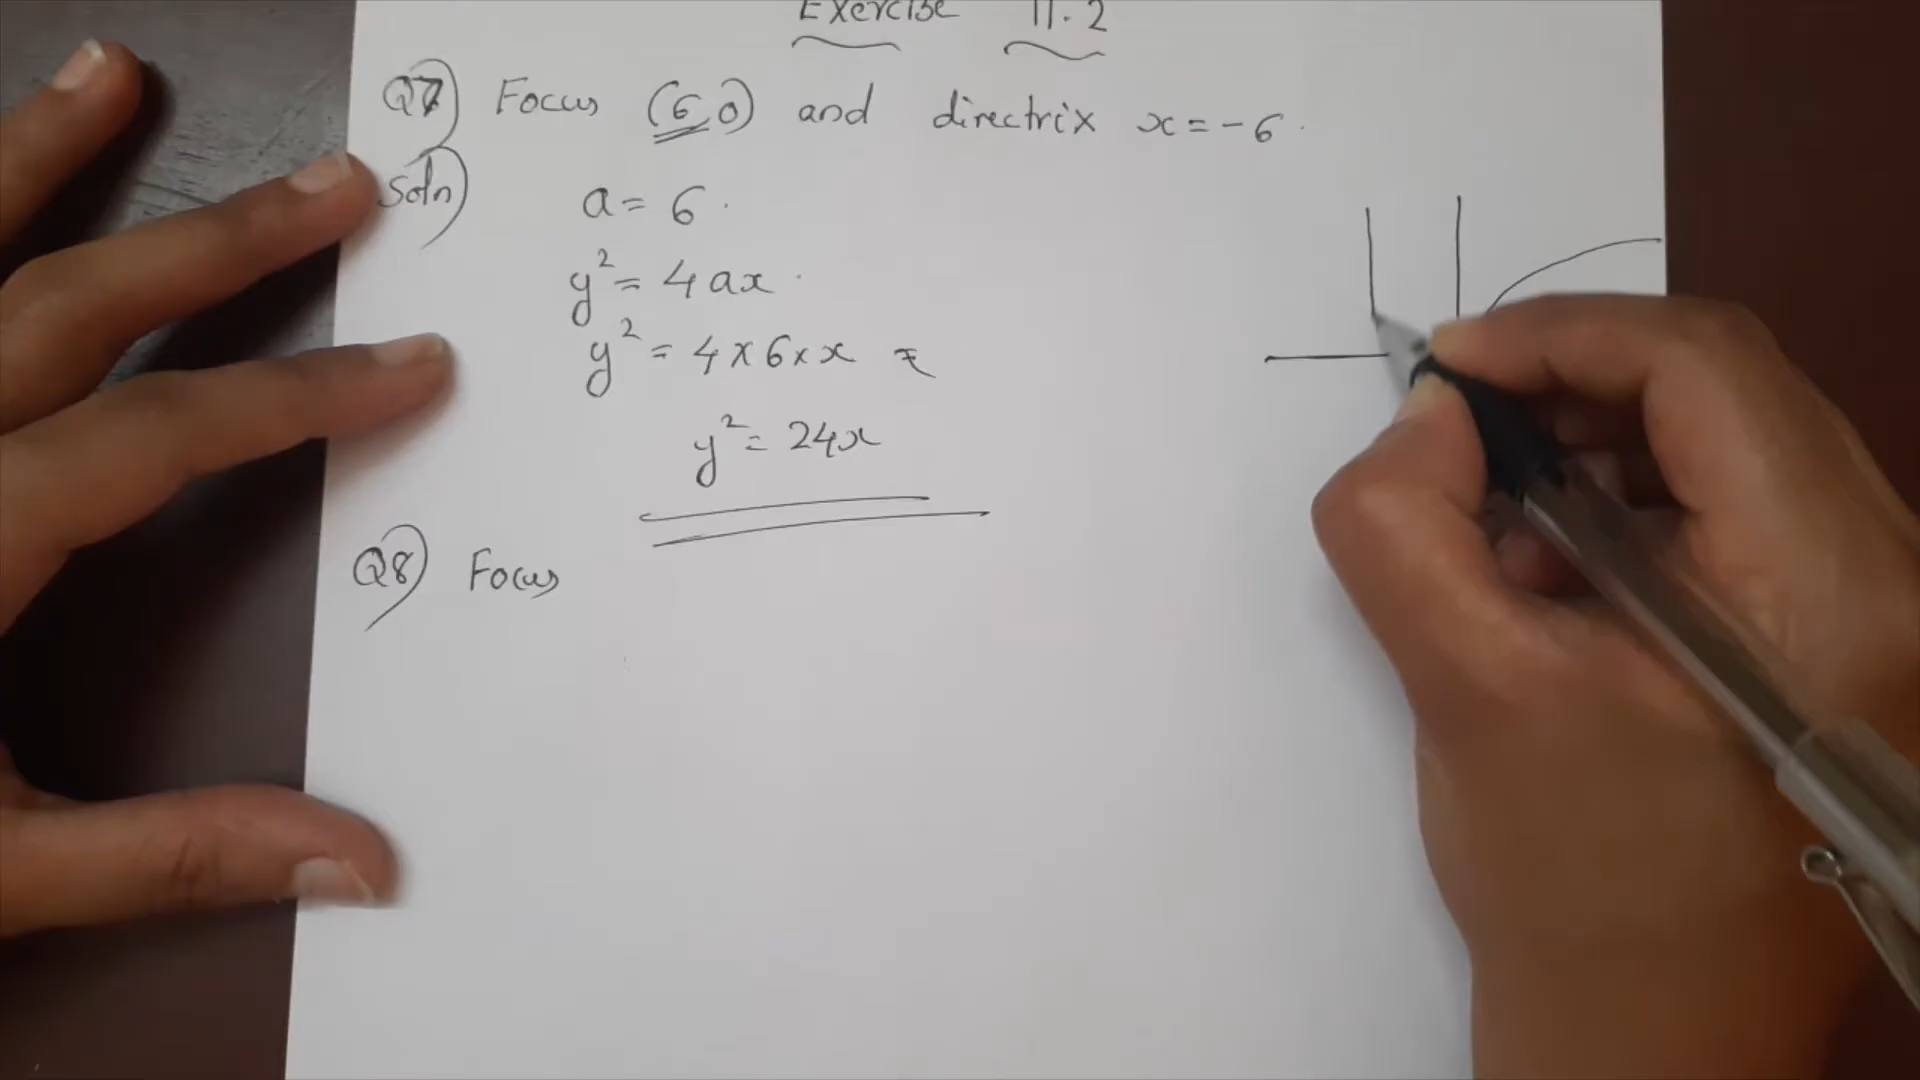 Exercise 11.2
Q7) Focus (6,0) and directrix x = -6.
Soln) a = 6.
y² = 4ax.
y² = 4×6×x
y² = 24x
Q8) Focus